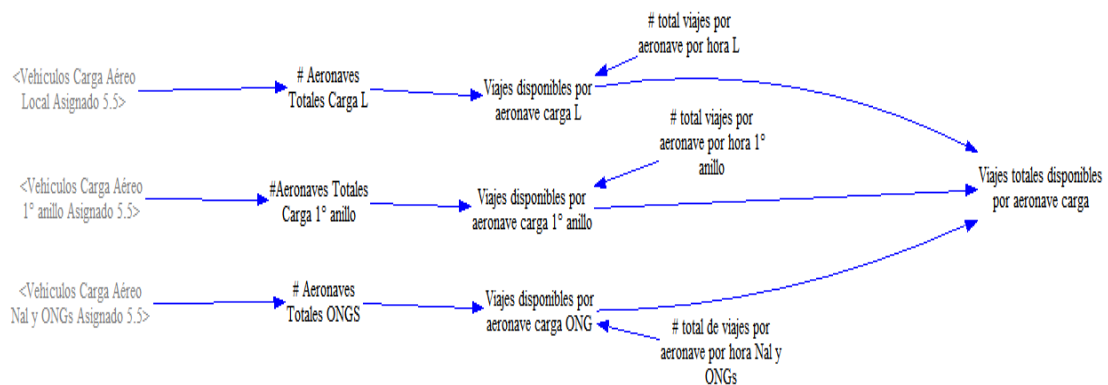 # total viajes por
aeronave por hora L
<Vehiculos Carga Aéreo
Local Asignado 5.5>
# Aeronaves
Totales Carga L
Viajes disponibles por
aeronave carga L
# total viajes por
aeronave por hora 1°
anillo
<Vehiculos Carga Aéreo
1° anillo Asignado 5.5>
#Aeronaves Totales
Carga 1° anillo
Viajes disponibles por
aeronave carga 1° anillo
Viajes totales disponibles
por aeronave carga
<Vehiculos Carga Aéreo
Nal y ONGs Asignado 5.5>
# Aeronaves
Totales ONGS
Viajes disponibles por
aeronave carga ONG
# total de viajes por
aeronave por hora Nal y
ONGs